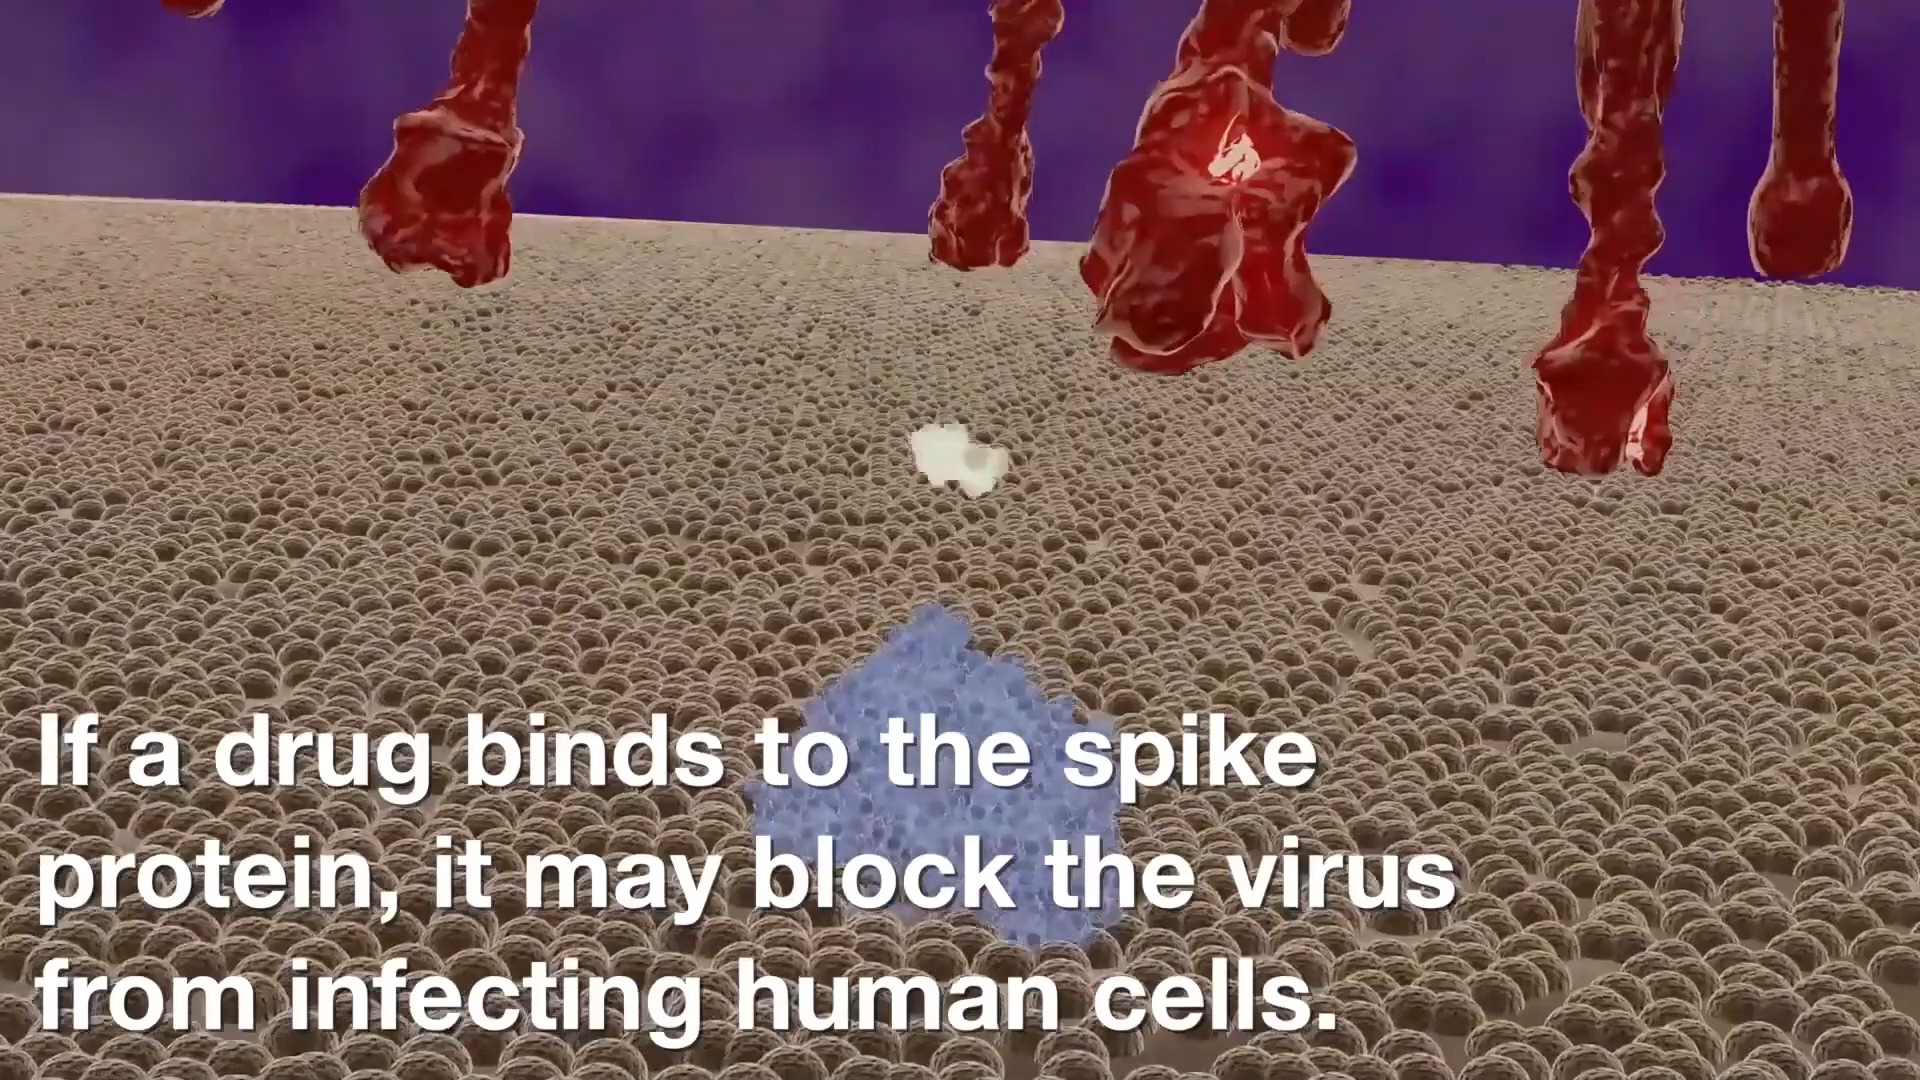 If a drug binds to the spike
protein, it may block the virus
from infecting human cells.